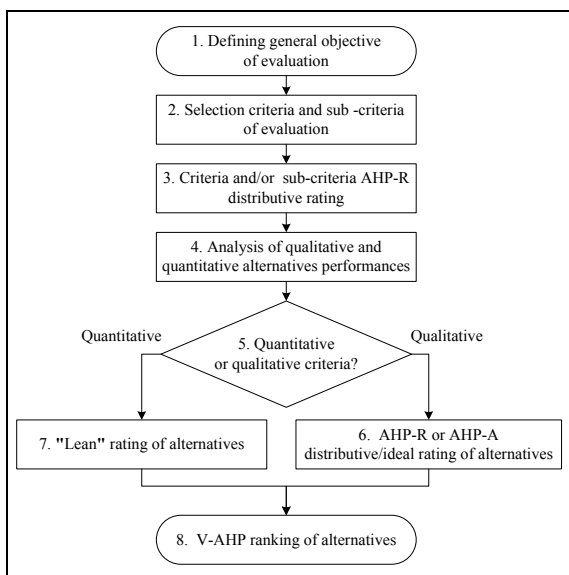 1. Defining general objective
of evaluation
2. Selection criteria and sub -criteria
of evaluation
3. Criteria and/or sub-criteria AHP-R
distributive rating
4. Analysis of qualitative and
quantitative alternatives performances
Quantitative
Qualitative
5. Quantitative
or qualitative criteria?
7. "Lean" rating of alternatives
6. AHP-R or AHP-A
distributive/ideal rating of alternatives
8. V-AHP ranking of alternatives